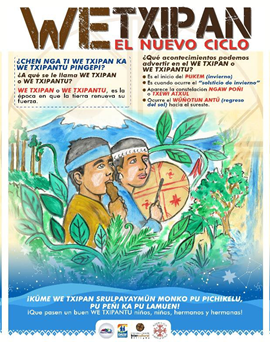 WETXIPAN
EL NUEVO CICLO
¿CHEN NGA TI WE TXIPAN KA
WE TXIPANTU PINGEPI?
¿A qué se le llama WE TXIPAN
o WE TXIPANTU?
WE TXIPAN o WE TXIPANTU, es la
época en que la tierra renueva su
fuerza.
¿Qué acontecimientos podemos
advertir en el WE TXIPAN o
WE TXIPANTU?
Es el inicio del PUKEM (invierno)
Es cuando ocurre el "solsticio de invierno"
Aparece la constelación NGAW POÑI
o TXEWI ATXUL
Ocurre el WÜÑOTUN ANTÜ (regreso
del sol) hacia el sureste.
¡KÜME WE TXIPAN SRULPAYAYMÜN MONKO PU PICHIKELU,
PU PEÑI KA PU LAMUEN!
¡Que pasen un buen WE TXIPANTU niños, niñas, hermanos y hermanas!